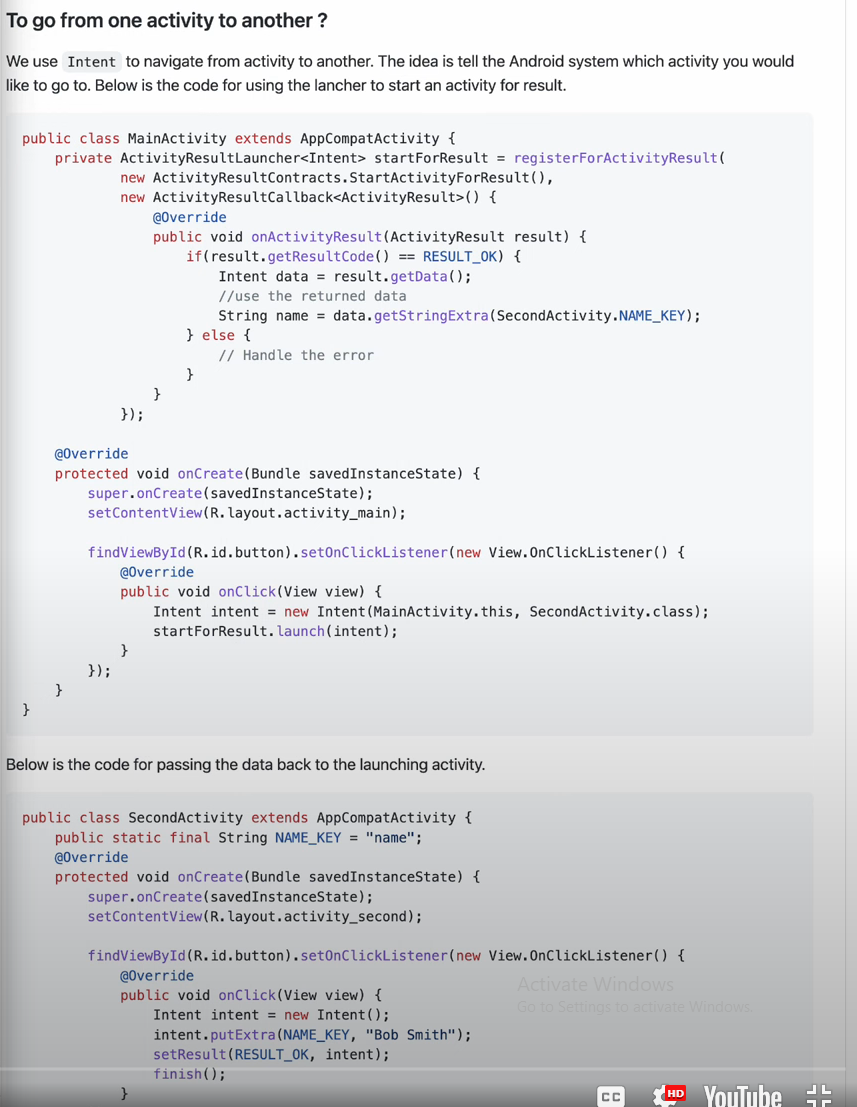 To go from one activity to another ?
We use Intent to navigate from activity to another. The idea is tell the Android system which activity you would
like to go to. Below is the code for using the lancher to start an activity for result.
public class MainActivity extends AppCompatActivity {
    private ActivityResultLauncher<Intent> startForResult = registerForActivityResult(
            new ActivityResultContracts.StartActivityForResult(),
            new ActivityResultCallback<ActivityResult>() {
                @Override
                public void onActivityResult(ActivityResult result) {
                    if(result.getResultCode() == RESULT_OK) {
                        Intent data = result.getData();
                        //use the returned data
                        String name = data.getStringExtra(SecondActivity.NAME_KEY);
                    } else {
                        // Handle the error
                    }
                }
            });
    @Override
    protected void onCreate(Bundle savedInstanceState) {
        super.onCreate(savedInstanceState);
        setContentView(R.layout.activity_main);
        findViewById(R.id.button).setOnClickListener(new View.OnClickListener() {
            @Override
            public void onClick(View view) {
                Intent intent = new Intent(MainActivity.this, SecondActivity.class);
                startForResult.launch(intent);
            }
        });
    }
}
Below is the code for passing the data back to the launching activity.
public class SecondActivity extends AppCompatActivity {
    public static final String NAME_KEY = "name";
    @Override
    protected void onCreate(Bundle savedInstanceState) {
        super.onCreate(savedInstanceState);
        setContentView(R.layout.activity_second);
        findViewById(R.id.button).setOnClickListener(new View.OnClickListener() {
            @Override
            public void onClick(View view) {
                Intent intent = new Intent();
                intent.putExtra(NAME_KEY, "Bob Smith");
                setResult(RESULT_OK, intent);
                finish();
            }
Activate Windows
Go to Settings to activate Windows.
CC HD YouTube